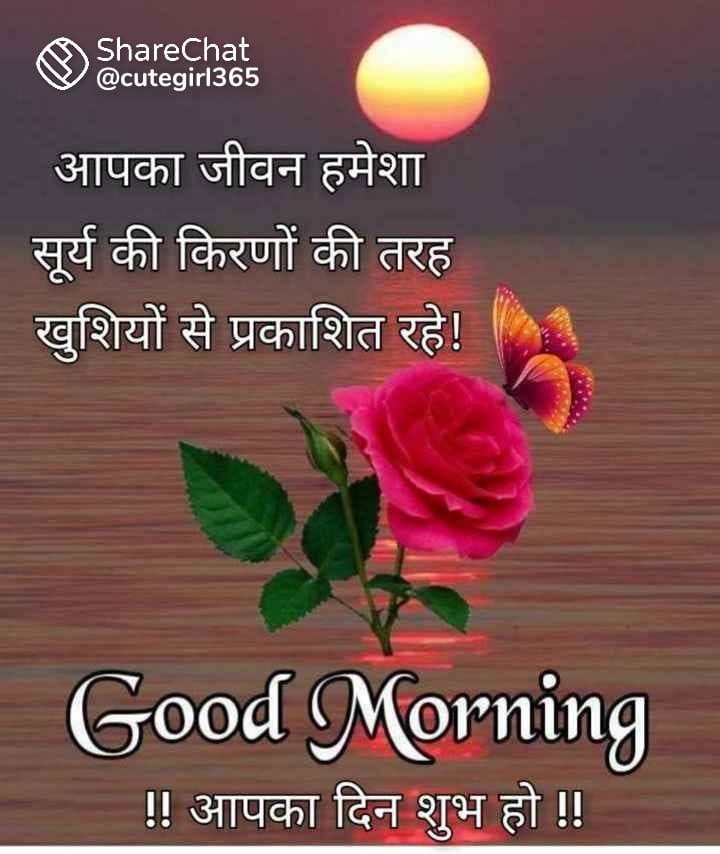 ShareChat
@cutegirl365
आपका जीवन हमेशा
सूर्य की किरणों की तरह
खुशियों से प्रकाशित रहे!
Good Morning
!! आपका दिन शुभ हो !!